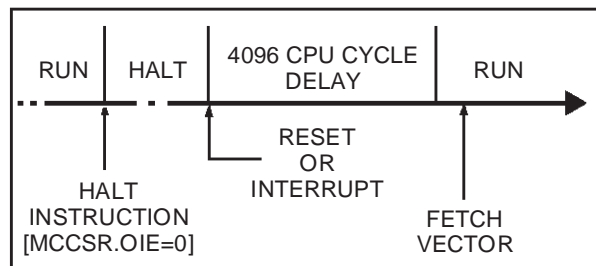 RUN
HALT
4096 CPU CYCLE
DELAY
RUN
RESET
OR
INTERRUPT
HALT
INSTRUCTION
[MCCSR.OIE=0]
FETCH
VECTOR